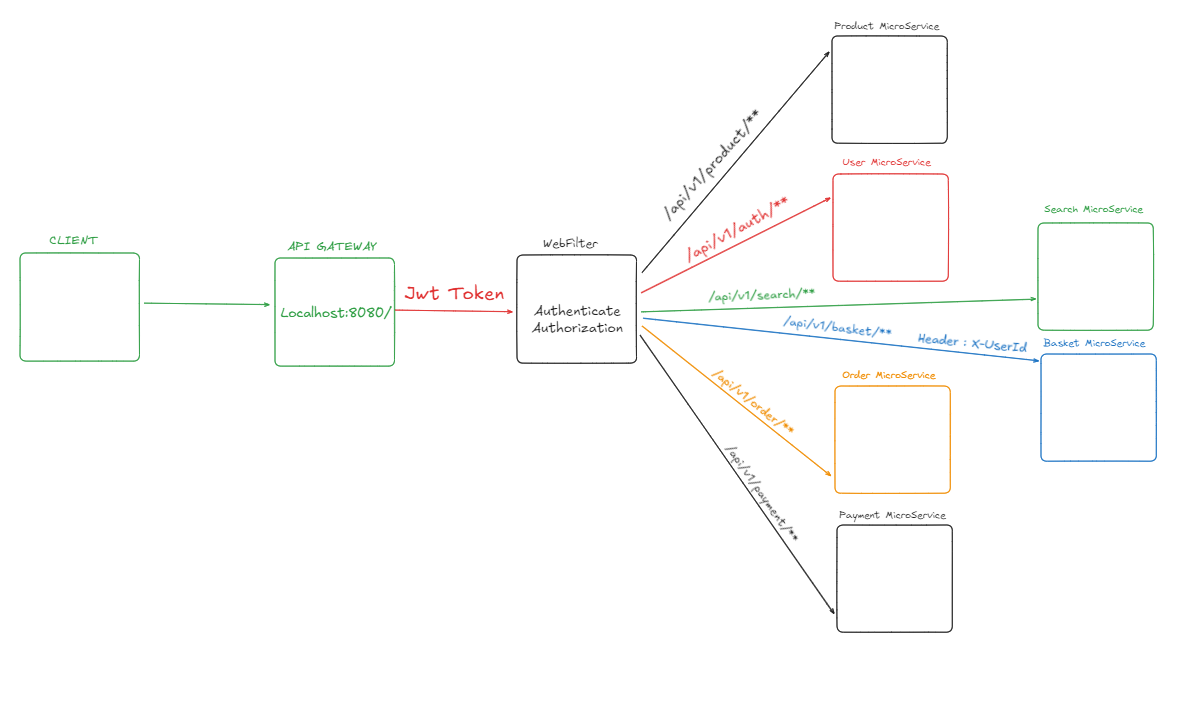 Product MicroService
/api/v1/product/**
User MicroService
/api/v1/auth/**
Search MicroService
CLIENT
API GATEWAY
WebFilter
Jwt Token
/api/v1/search/**
Localhost:8080/
Authenticate
Authorization
/api/v1/basket/**
Header : X-UserId
Basket MicroService
Order MicroService
/api/v1/order/**
/api/v1/payment/**
Payment MicroService